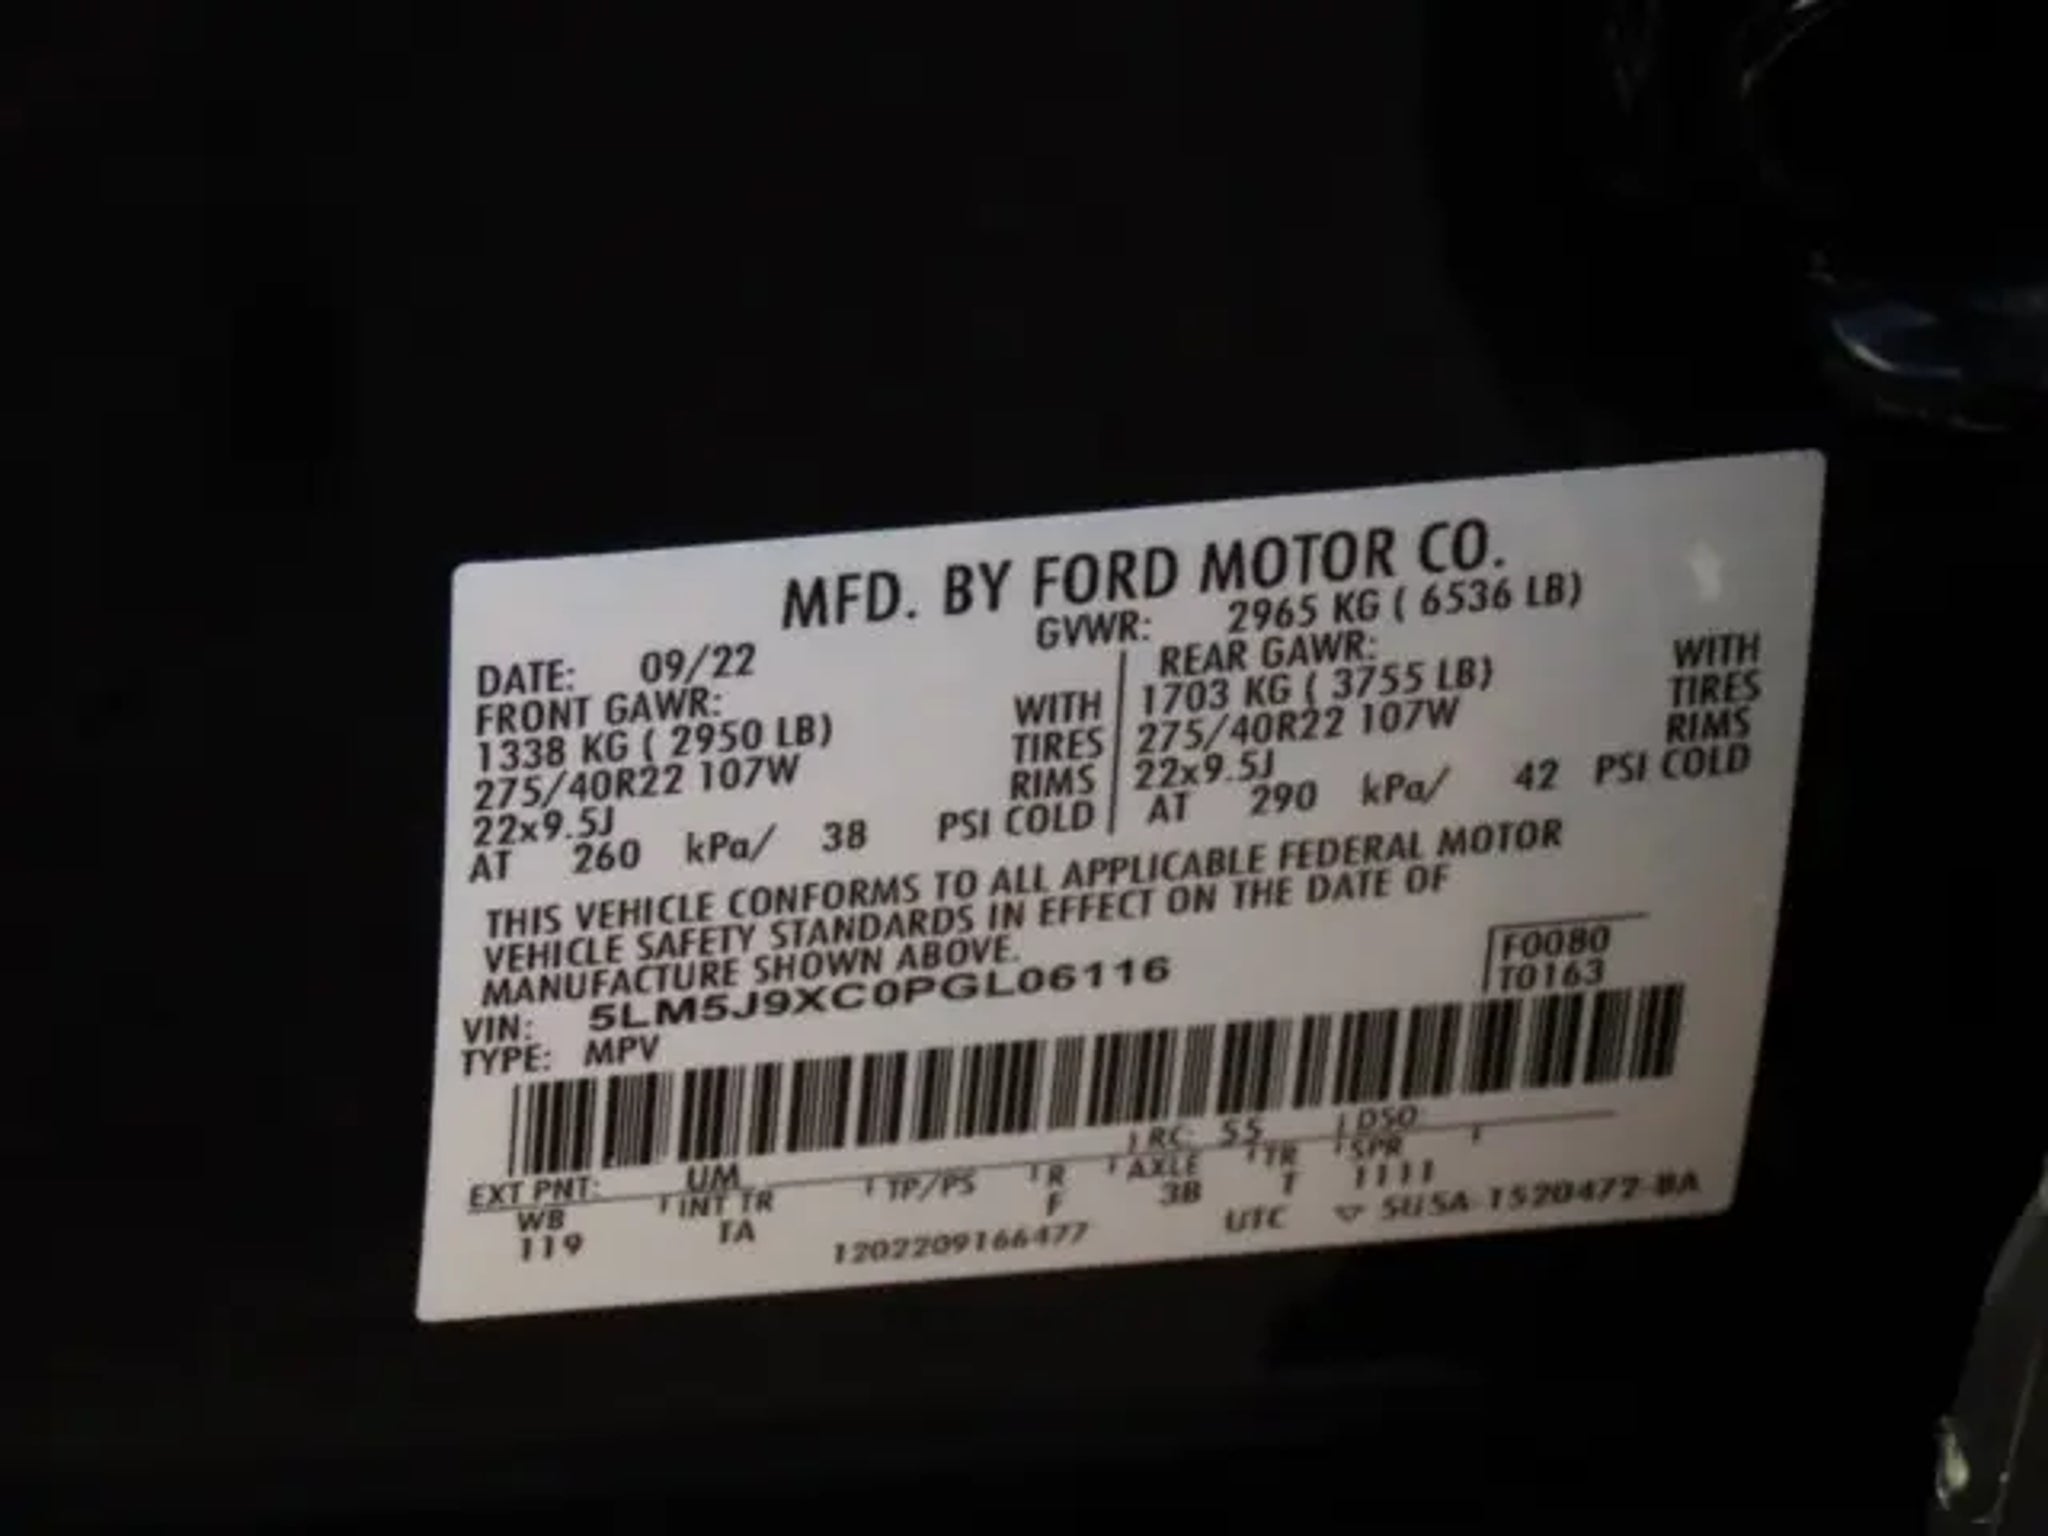 MFD. BY FORD MOTOR CO.
DATE: 09/22 GVWR: 2965 KG ( 6536 LB)
FRONT GAWR: REAR GAWR:
1338 KG ( 2950 LB) WITH 1703 KG ( 3755 LB) WITH
275/40R22 107W TIRES 275/40R22 107W TIRES
22x9.5J RIMS 22x9.5J RIMS
AT 260 kPa/ 38 PSI COLD AT 290 kPa/ 42 PSI COLD
THIS VEHICLE CONFORMS TO ALL APPLICABLE FEDERAL MOTOR
VEHICLE SAFETY STANDARDS IN EFFECT ON THE DATE OF
MANUFACTURE SHOWN ABOVE.
F0080
T0163
VIN: 5LM5J9XC0PGL06116
TYPE: MPV
EXT PNT: UM RC: 55 DSO:
WB INT TR TP/PS R AXLE TR SPR
119 TA F 3B T 1111
1202209166477 UTC ▽ 5U5A-1520472-BA